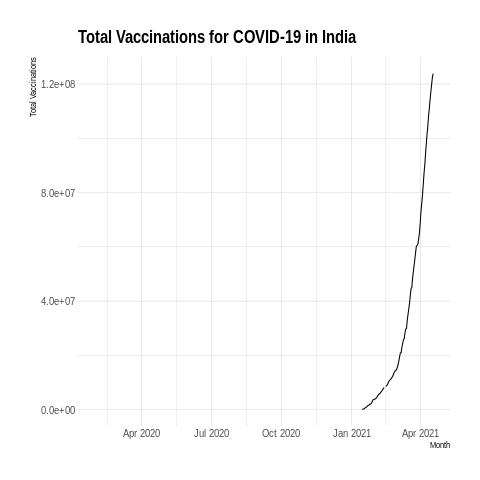 Total Vaccinations for COVID-19 in India
Total Vaccinations
1.2e+08
8.0e+07
4.0e+07
0.0e+00
Apr 2020 Jul 2020 Oct 2020 Jan 2021 Apr 2021
Month